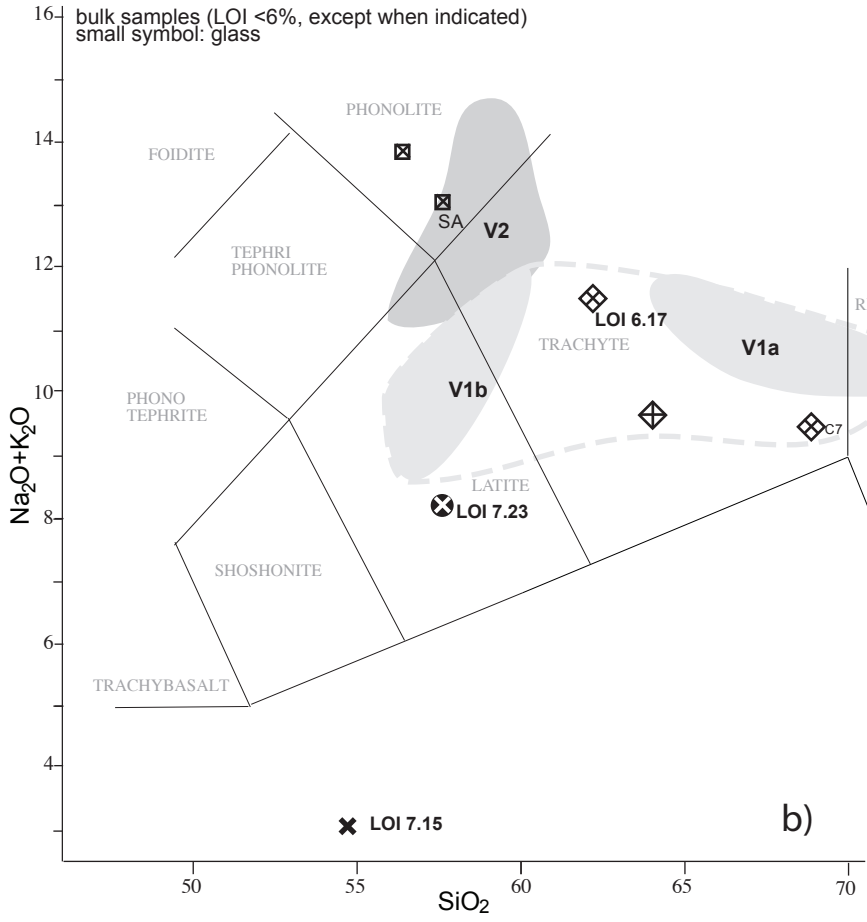 bulk samples (LOI <6%, except when indicated)
small symbol: glass
16
PHONOLITE
14
FOIDITE
SA
V2
TEPHRI
PHONOLITE
12
R
LOI 6.17
TRACHYTE
V1a
V1b
10
PHONO
TEPHRITE
C7
Na₂O+K₂O
LATITE
8
LOI 7.23
SHOSHONITE
6
TRACHYBASALT
4
LOI 7.15
b)
50
55
60
65
70
SiO₂